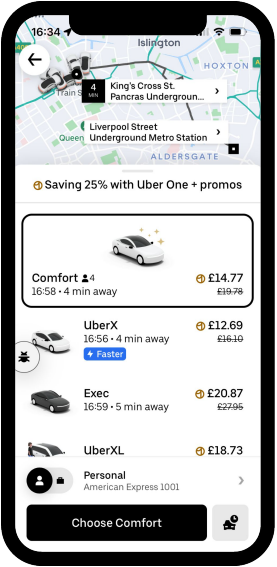 16:34
Islington
HOXTON
4
MIN
King's Cross St.
Pancras Undergroun...
Train S
Liverpool Street
Underground Metro Station
Queen
ALDERSGATE
Saving 25% with Uber One + promos
Comfort 4
£14.77
16:58 • 4 min away
£19.78
UberX
£12.69
16:56 • 4 min away
£16.10
Faster
Exec
£20.87
16:59 • 5 min away
£27.95
UberXL
£18.73
Personal
American Express 1001
Choose Comfort